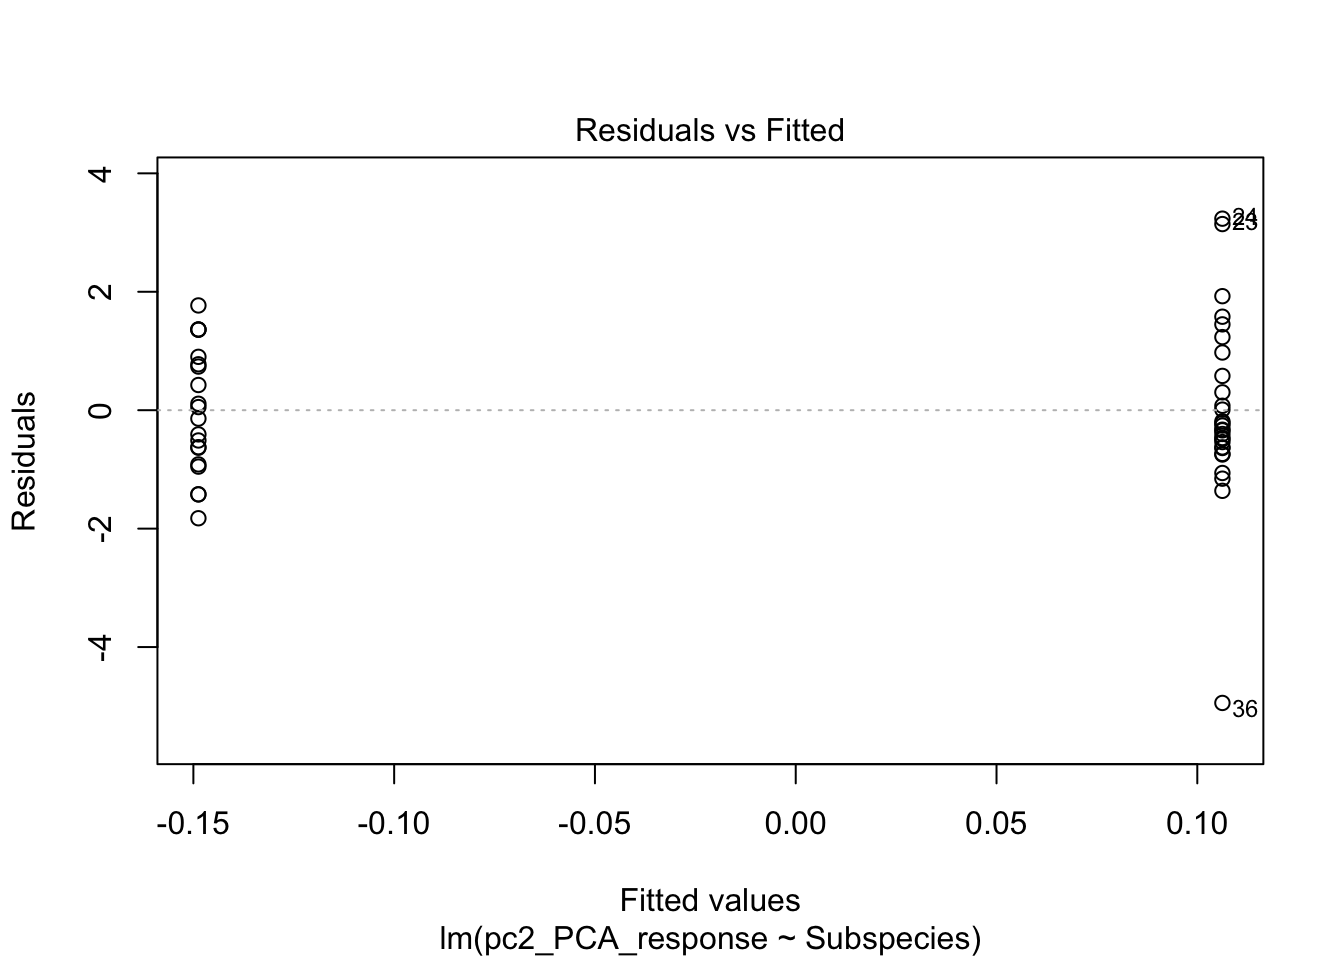 Residuals vs Fitted
4
2
0
-2
-4
Residuals
24
23
36
-0.15 -0.10 -0.05 0.00 0.05 0.10
Fitted values
lm(pc2_PCA_response ~ Subspecies)